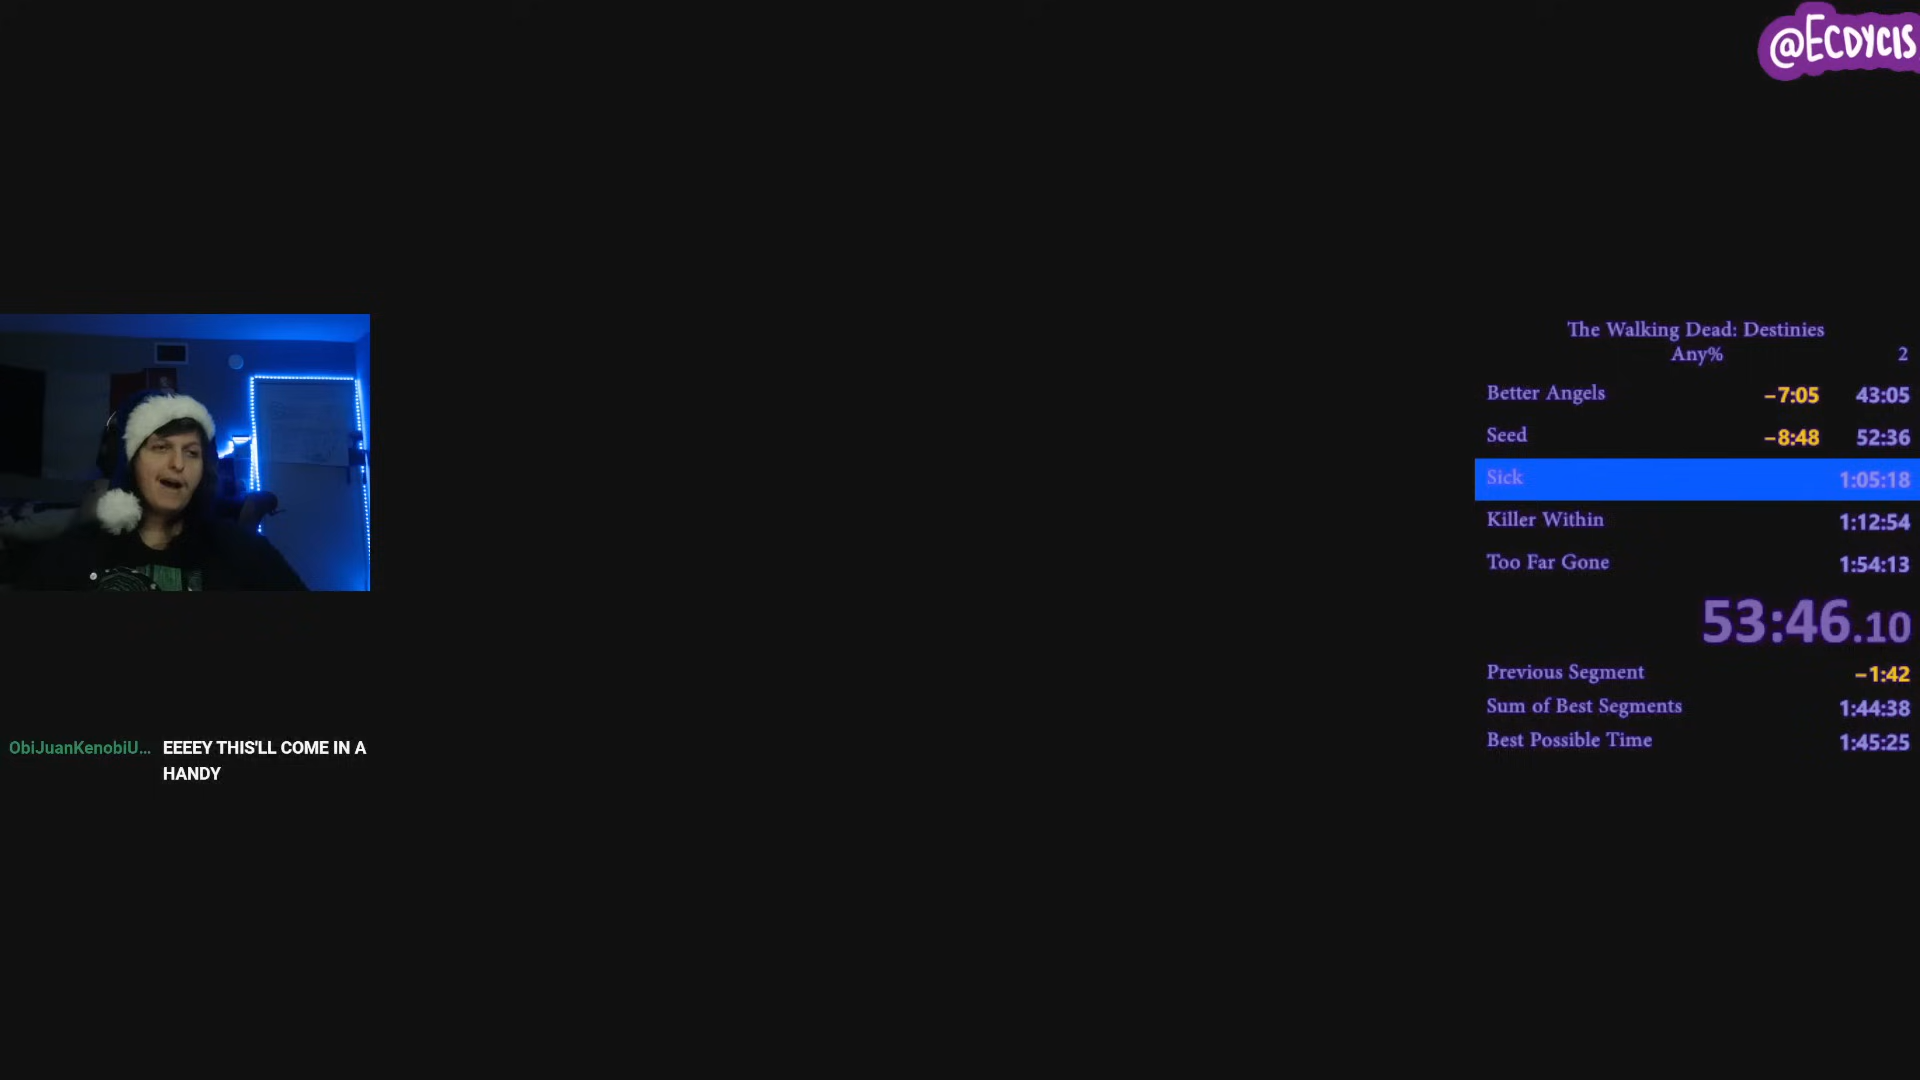 @ECDYCIS
The Walking Dead: Destinies
Any% 2
Better Angels -7:05 43:05
Seed -8:48 52:36
Sick 1:05:18
Killer Within 1:12:54
Too Far Gone 1:54:13
53:46.10
Previous Segment -1:42
Sum of Best Segments 1:44:38
Best Possible Time 1:45:25
ObiJuanKenobiU... EEEEY THIS'LL COME IN A
HANDY